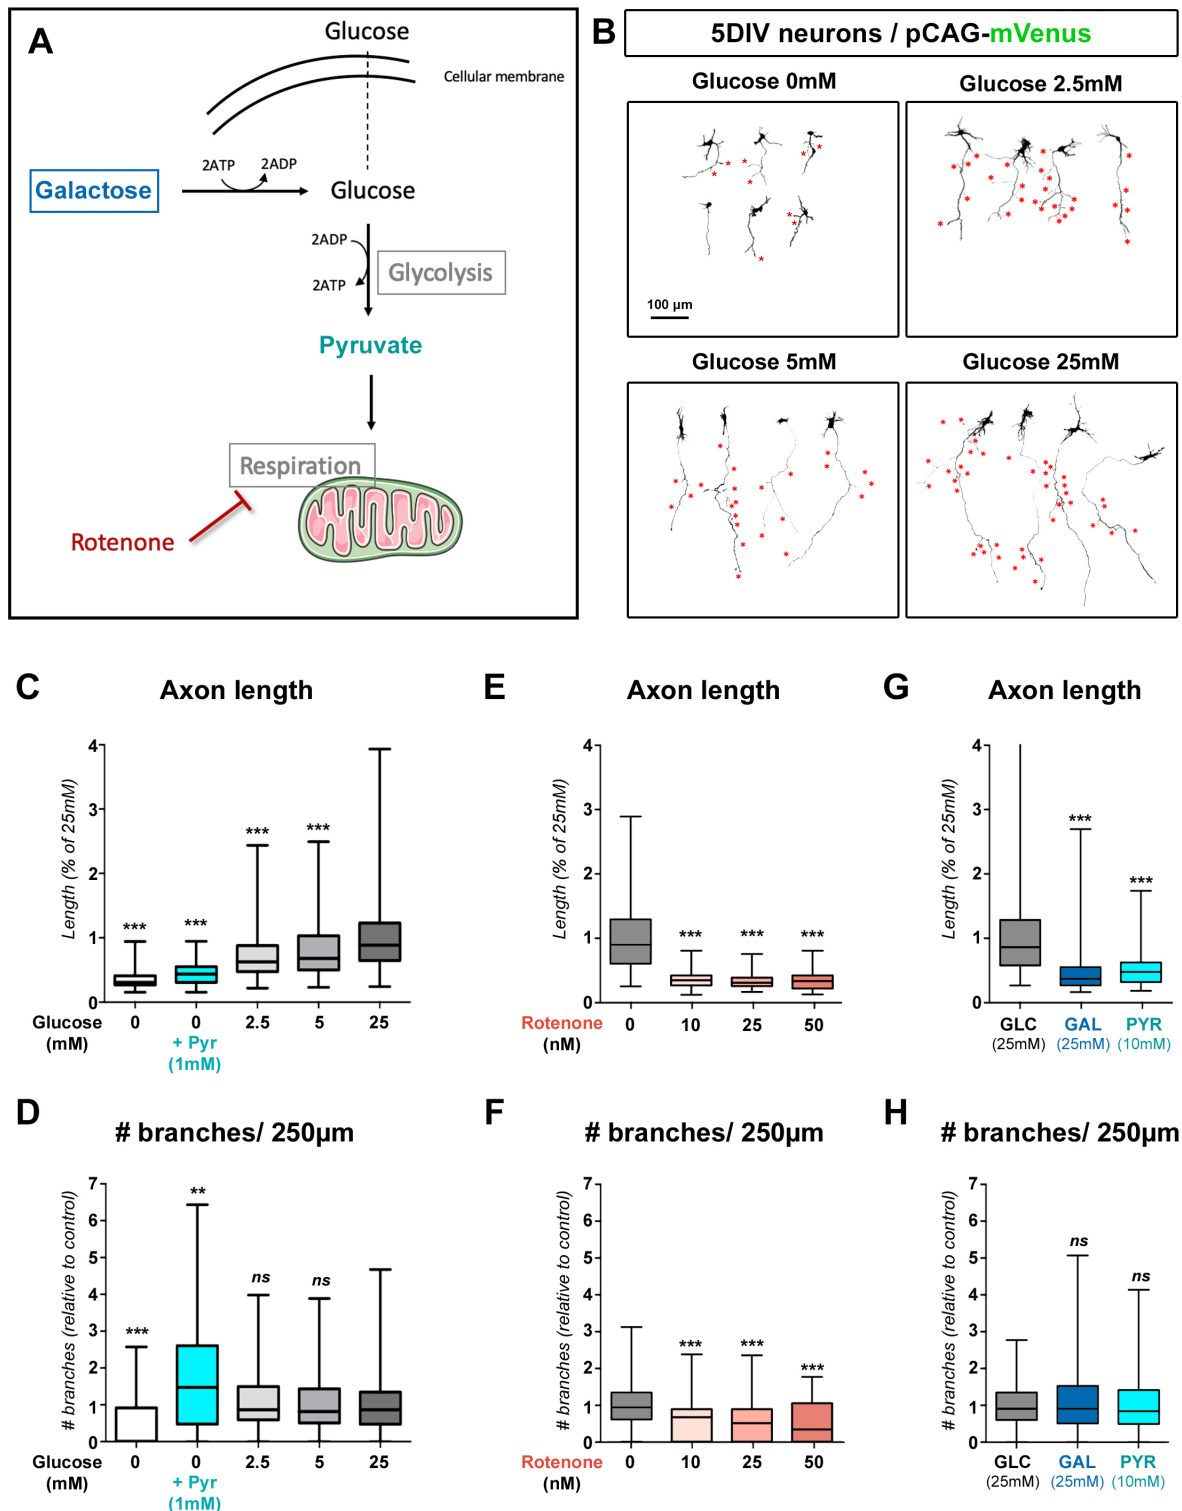 A
Glucose
Cellular membrane
2ATP 2ADP
Galactose
Glucose
2ADP
2ATP
Glycolysis
Pyruvate
Respiration
Rotenone
B
5DIV neurons / pCAG-mVenus
Glucose 0mM
Glucose 2.5mM
100 µm
Glucose 5mM
Glucose 25mM
C
Axon length
Length (% of 25mM)
4
3
2
1
0
***
***
***
***
Glucose (mM)
0
0
2.5
5
25
+ Pyr
(1mM)
E
Axon length
Length (% of 25mM)
4
3
2
1
0
***
***
***
Rotenone (nM)
0
10
25
50
G
Axon length
Length (% of 25mM)
4
3
2
1
0
***
***
GLC
GAL
PYR
(25mM)
(25mM)
(10mM)
D
# branches/ 250µm
# branches (relative to control)
7
6
5
4
3
2
1
0
***
**
ns
ns
Glucose (mM)
0
0
2.5
5
25
+ Pyr
(1mM)
F
# branches/ 250µm
# branches (relative to control)
7
6
5
4
3
2
1
0
***
***
***
Rotenone (nM)
0
10
25
50
H
# branches/ 250µm
# branches (relative to control)
7
6
5
4
3
2
1
0
ns
ns
GLC
GAL
PYR
(25mM)
(25mM)
(10mM)